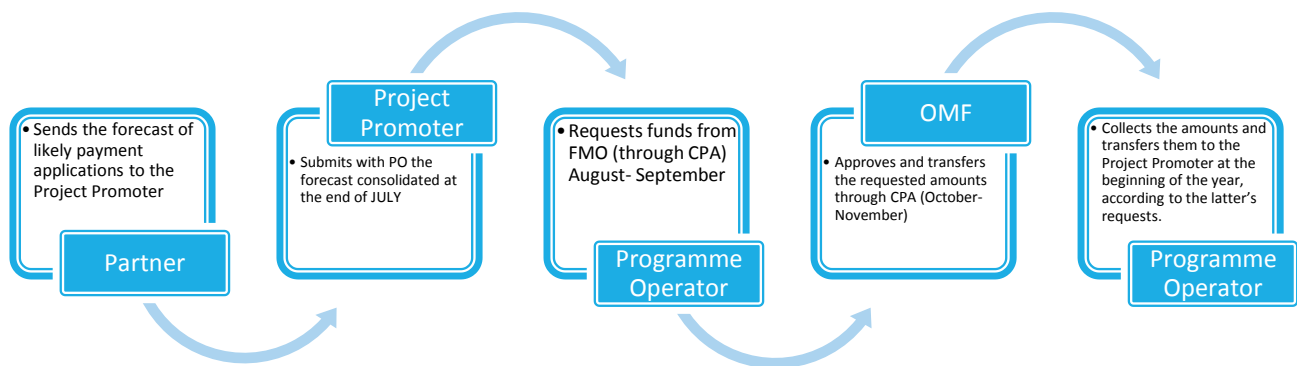 • Sends the forecast of
likely payment
applications to the
Project Promoter
Partner
Project
Promoter
• Submits with PO the
forecast consolidated at
the end of JULY
• Requests funds from
FMO (through CPA)
August- September
Programme
Operator
OMF
• Approves and transfers
the requested amounts
through CPA (October-
November)
• Collects the amounts and
transfers them to the
Project Promoter at the
beginning of the year,
according to the latter's
requests.
Programme
Operator